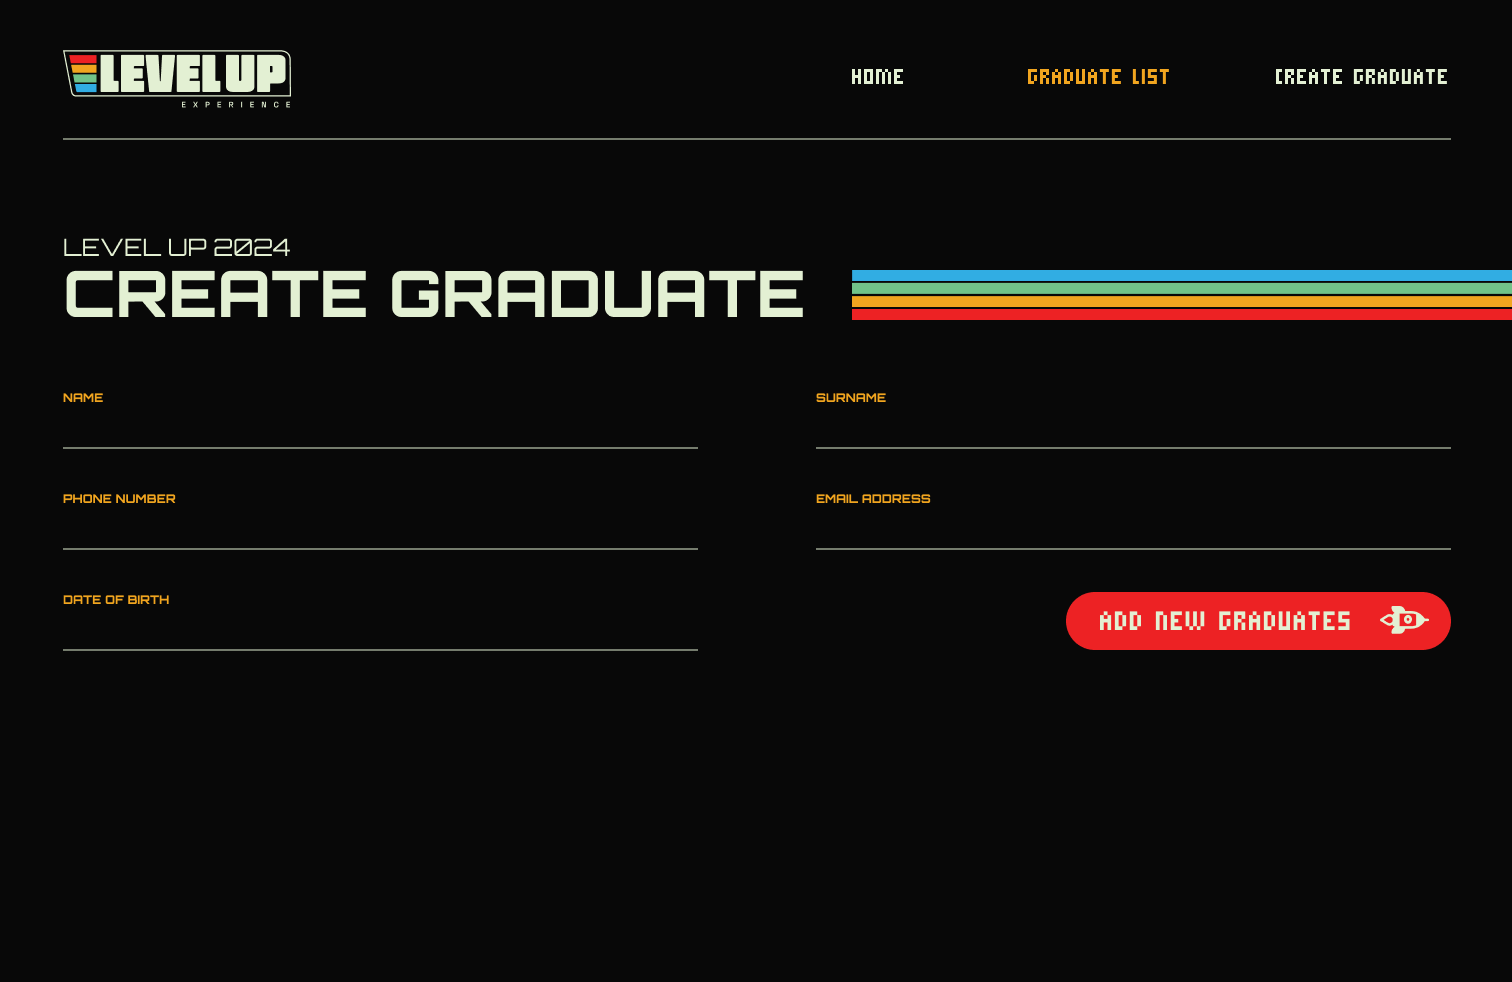 LEVEL UP
EXPERIENCE
HOME
GRADUATE LIST
CREATE GRADUATE
LEVEL UP 2024
CREATE GRADUATE
NAME
SURNAME
PHONE NUMBER
EMAIL ADDRESS
DATE OF BIRTH
ADD NEW GRADUATES